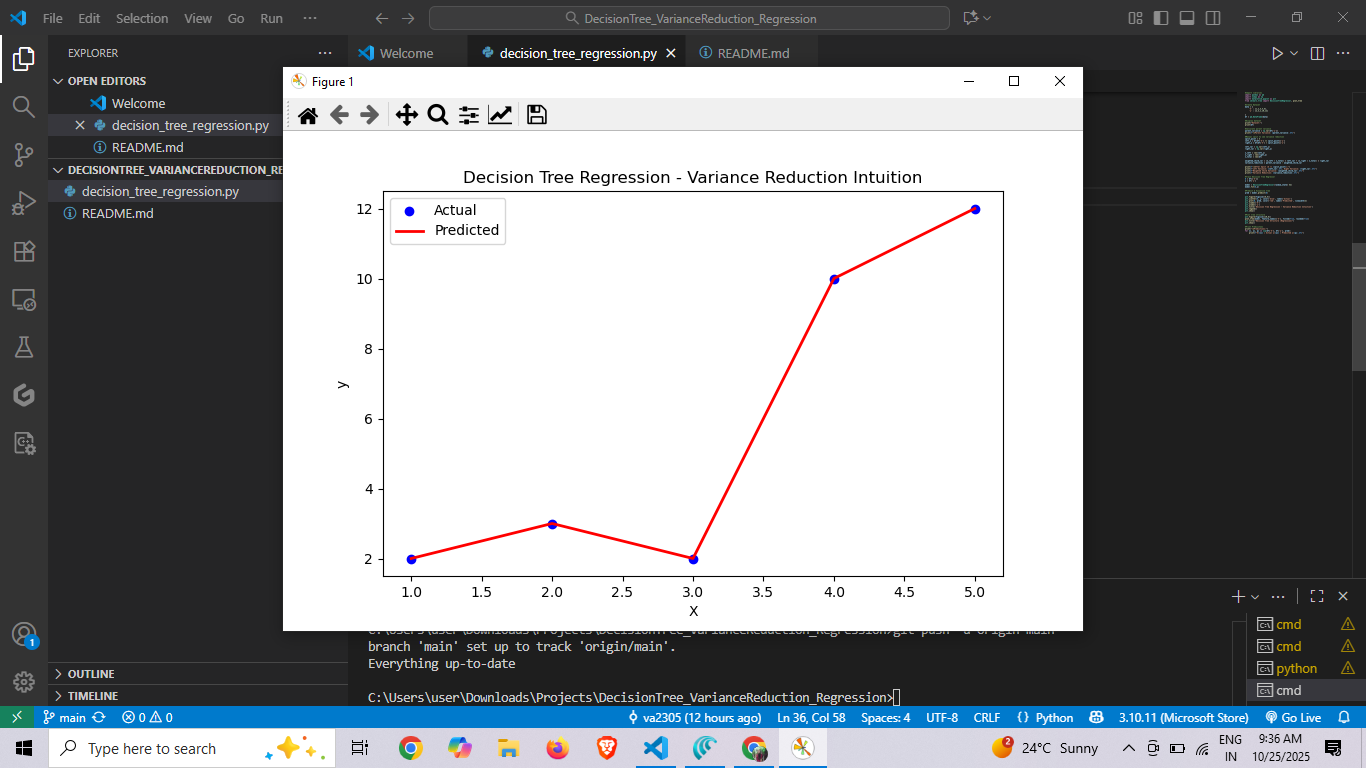 File Edit Selection View Go Run ···
DecisionTree_VarianceReduction_Regression
EXPLORER
Welcome
decision_tree_regression.py
README.md
OPEN EDITORS
Welcome
decision_tree_regression.py
README.md
DECISIONTREE_VARIANCEREDUCTION_RE
decision_tree_regression.py
README.md
OUTLINE
TIMELINE
Figure 1
Decision Tree Regression - Variance Reduction Intuition
Actual
Predicted
12
10
8
6
4
2
y
1.0 1.5 2.0 2.5 3.0 3.5 4.0 4.5 5.0
X
C:\Users\user\Downloads\Projects\DecisionTree_VarianceReduction_Regression>git push -u origin main
branch 'main' set up to track 'origin/main'.
Everything up-to-date
C:\Users\user\Downloads\Projects\DecisionTree_VarianceReduction_Regression>
cmd
cmd
python
cmd
1
main 0 0 va2305 (12 hours ago) Ln 36, Col 58 Spaces: 4 UTF-8 CRLF {} Python 3.10.11 (Microsoft Store) Go Live
Type here to search
2
24°C Sunny
ENG
IN
9:36 AM
10/25/2025